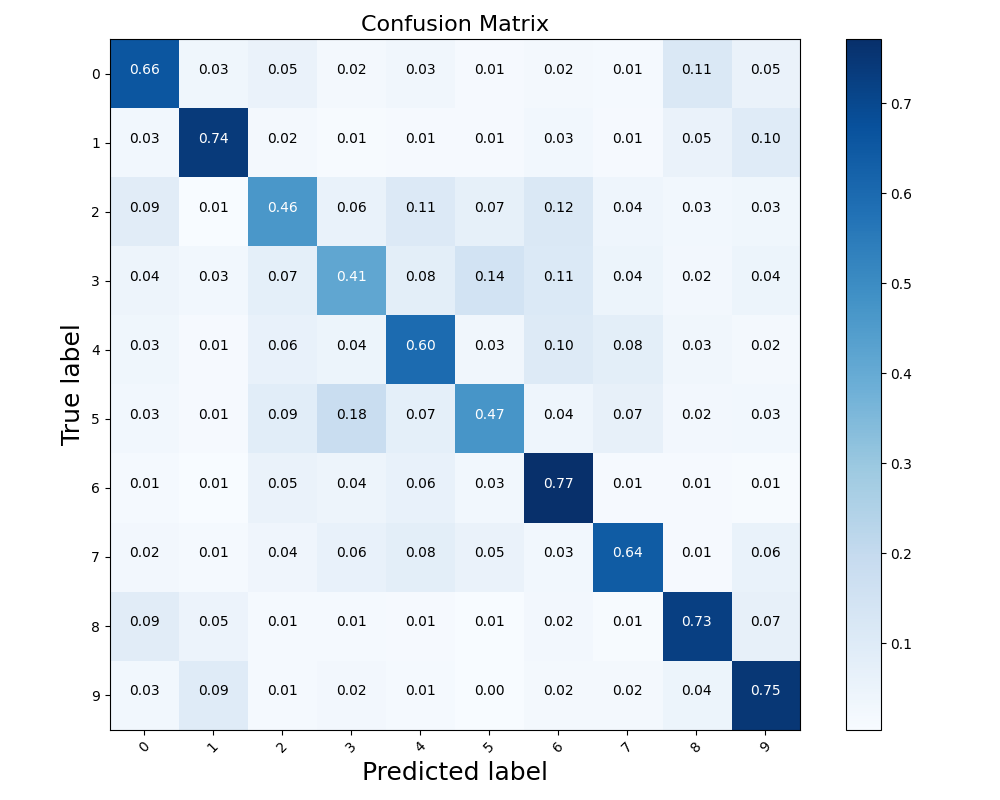 Confusion Matrix
0 0.66 0.03 0.05 0.02 0.03 0.01 0.02 0.01 0.11 0.05
1 0.03 0.74 0.02 0.01 0.01 0.01 0.03 0.01 0.05 0.10
2 0.09 0.01 0.46 0.06 0.11 0.07 0.12 0.04 0.03 0.03
3 0.04 0.03 0.07 0.41 0.08 0.14 0.11 0.04 0.02 0.04
4 0.03 0.01 0.06 0.04 0.60 0.03 0.10 0.08 0.03 0.02
5 0.03 0.01 0.09 0.18 0.07 0.47 0.04 0.07 0.02 0.03
6 0.01 0.01 0.05 0.04 0.06 0.03 0.77 0.01 0.01 0.01
7 0.02 0.01 0.04 0.06 0.08 0.05 0.03 0.64 0.01 0.06
8 0.09 0.05 0.01 0.01 0.01 0.01 0.02 0.01 0.73 0.07
9 0.03 0.09 0.01 0.02 0.01 0.00 0.02 0.02 0.04 0.75
0 1 2 3 4 5 6 7 8 9
Predicted label
True label
0.7
0.6
0.5
0.4
0.3
0.2
0.1